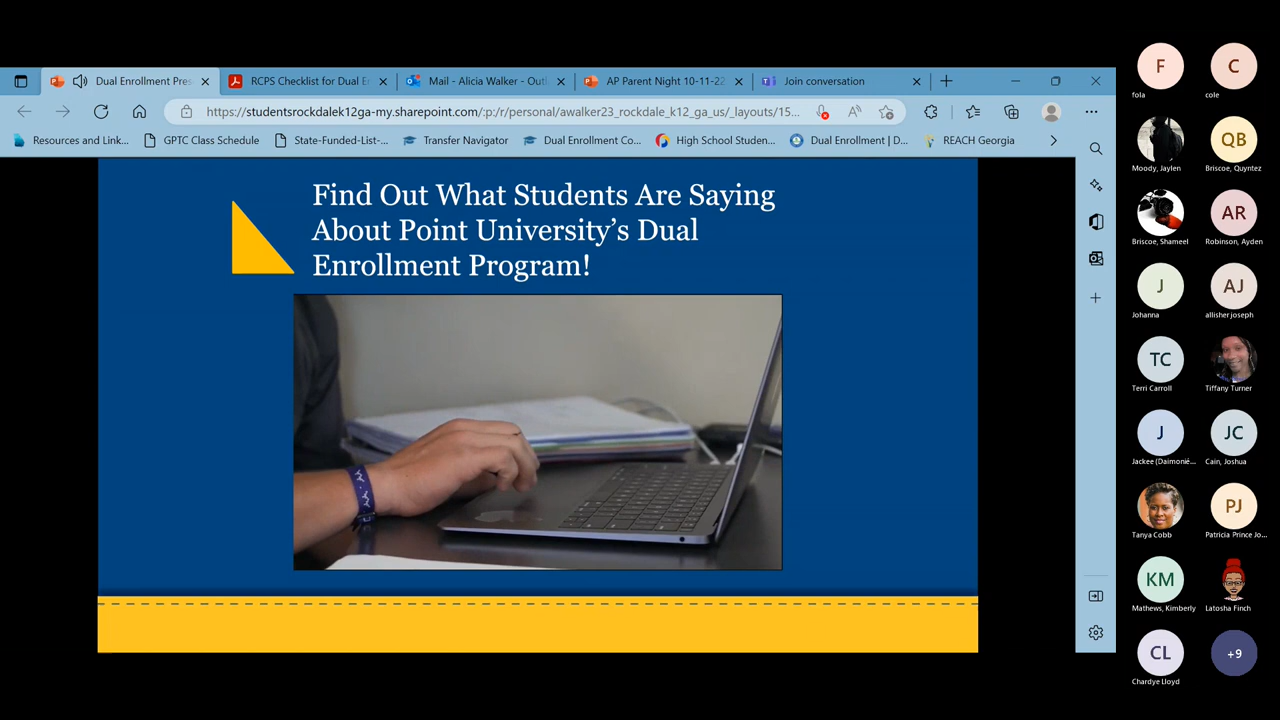 Dual Enrollment Pres
RCPS Checklist for Dual E
Mail - Alicia Walker - Outl
AP Parent Night 10-11-22
Join conversation
https://studentsrockdalek12ga-my.sharepoint.com/:p:/r/personal/awalker23_rockdale_k12_ga_us/_layouts/15...
Resources and Link...
GPTC Class Schedule
State-Funded-List-...
Transfer Navigator
Dual Enrollment Co...
High School Studen...
Dual Enrollment | D...
REACH Georgia
Find Out What Students Are Saying
About Point University's Dual
Enrollment Program!
F
fola
C
cole
Moody, Jaylen
QB
Briscoe, Quyntez
Briscoe, Shameel
AR
Robinson, Ayden
J
Johanna
AJ
allisher joseph
TC
Terri Carroll
Tiffany Turner
J
Jackee (Daimonié...
JC
Cain, Joshua
Tanya Cobb
PJ
Patricia Prince Jo...
KM
Mathews, Kimberly
Latosha Finch
CL
Chardye Lloyd
+9